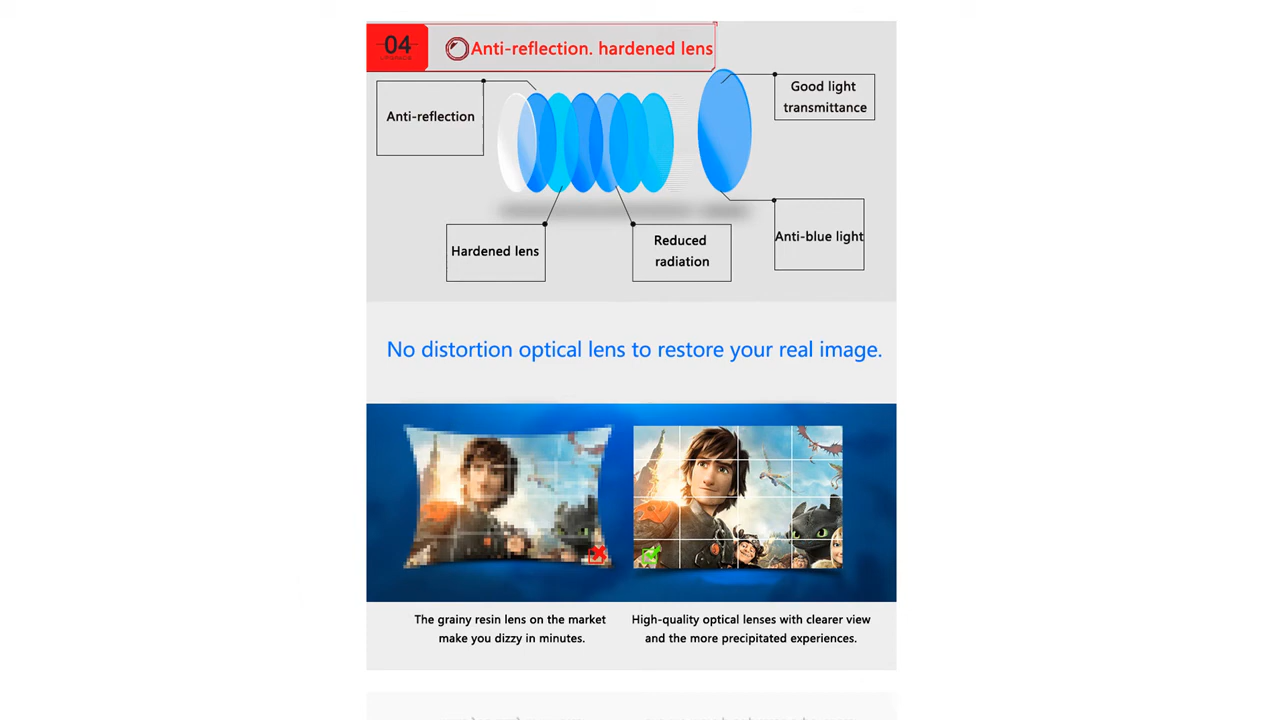 04
Anti-reflection. hardened lens
Anti-reflection
Good light
transmittance
Hardened lens
Reduced
radiation
Anti-blue light
No distortion optical lens to restore your real image.
The grainy resin lens on the market
make you dizzy in minutes.
High-quality optical lenses with clearer view
and the more precipitated experiences.